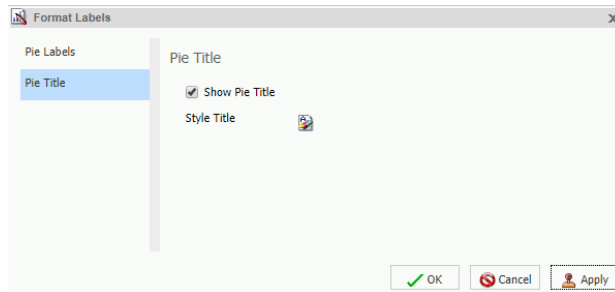 Format Labels
x
Pie Labels
Pie Title
Pie Title
Show Pie Title
Style Title
OK
Cancel
Apply